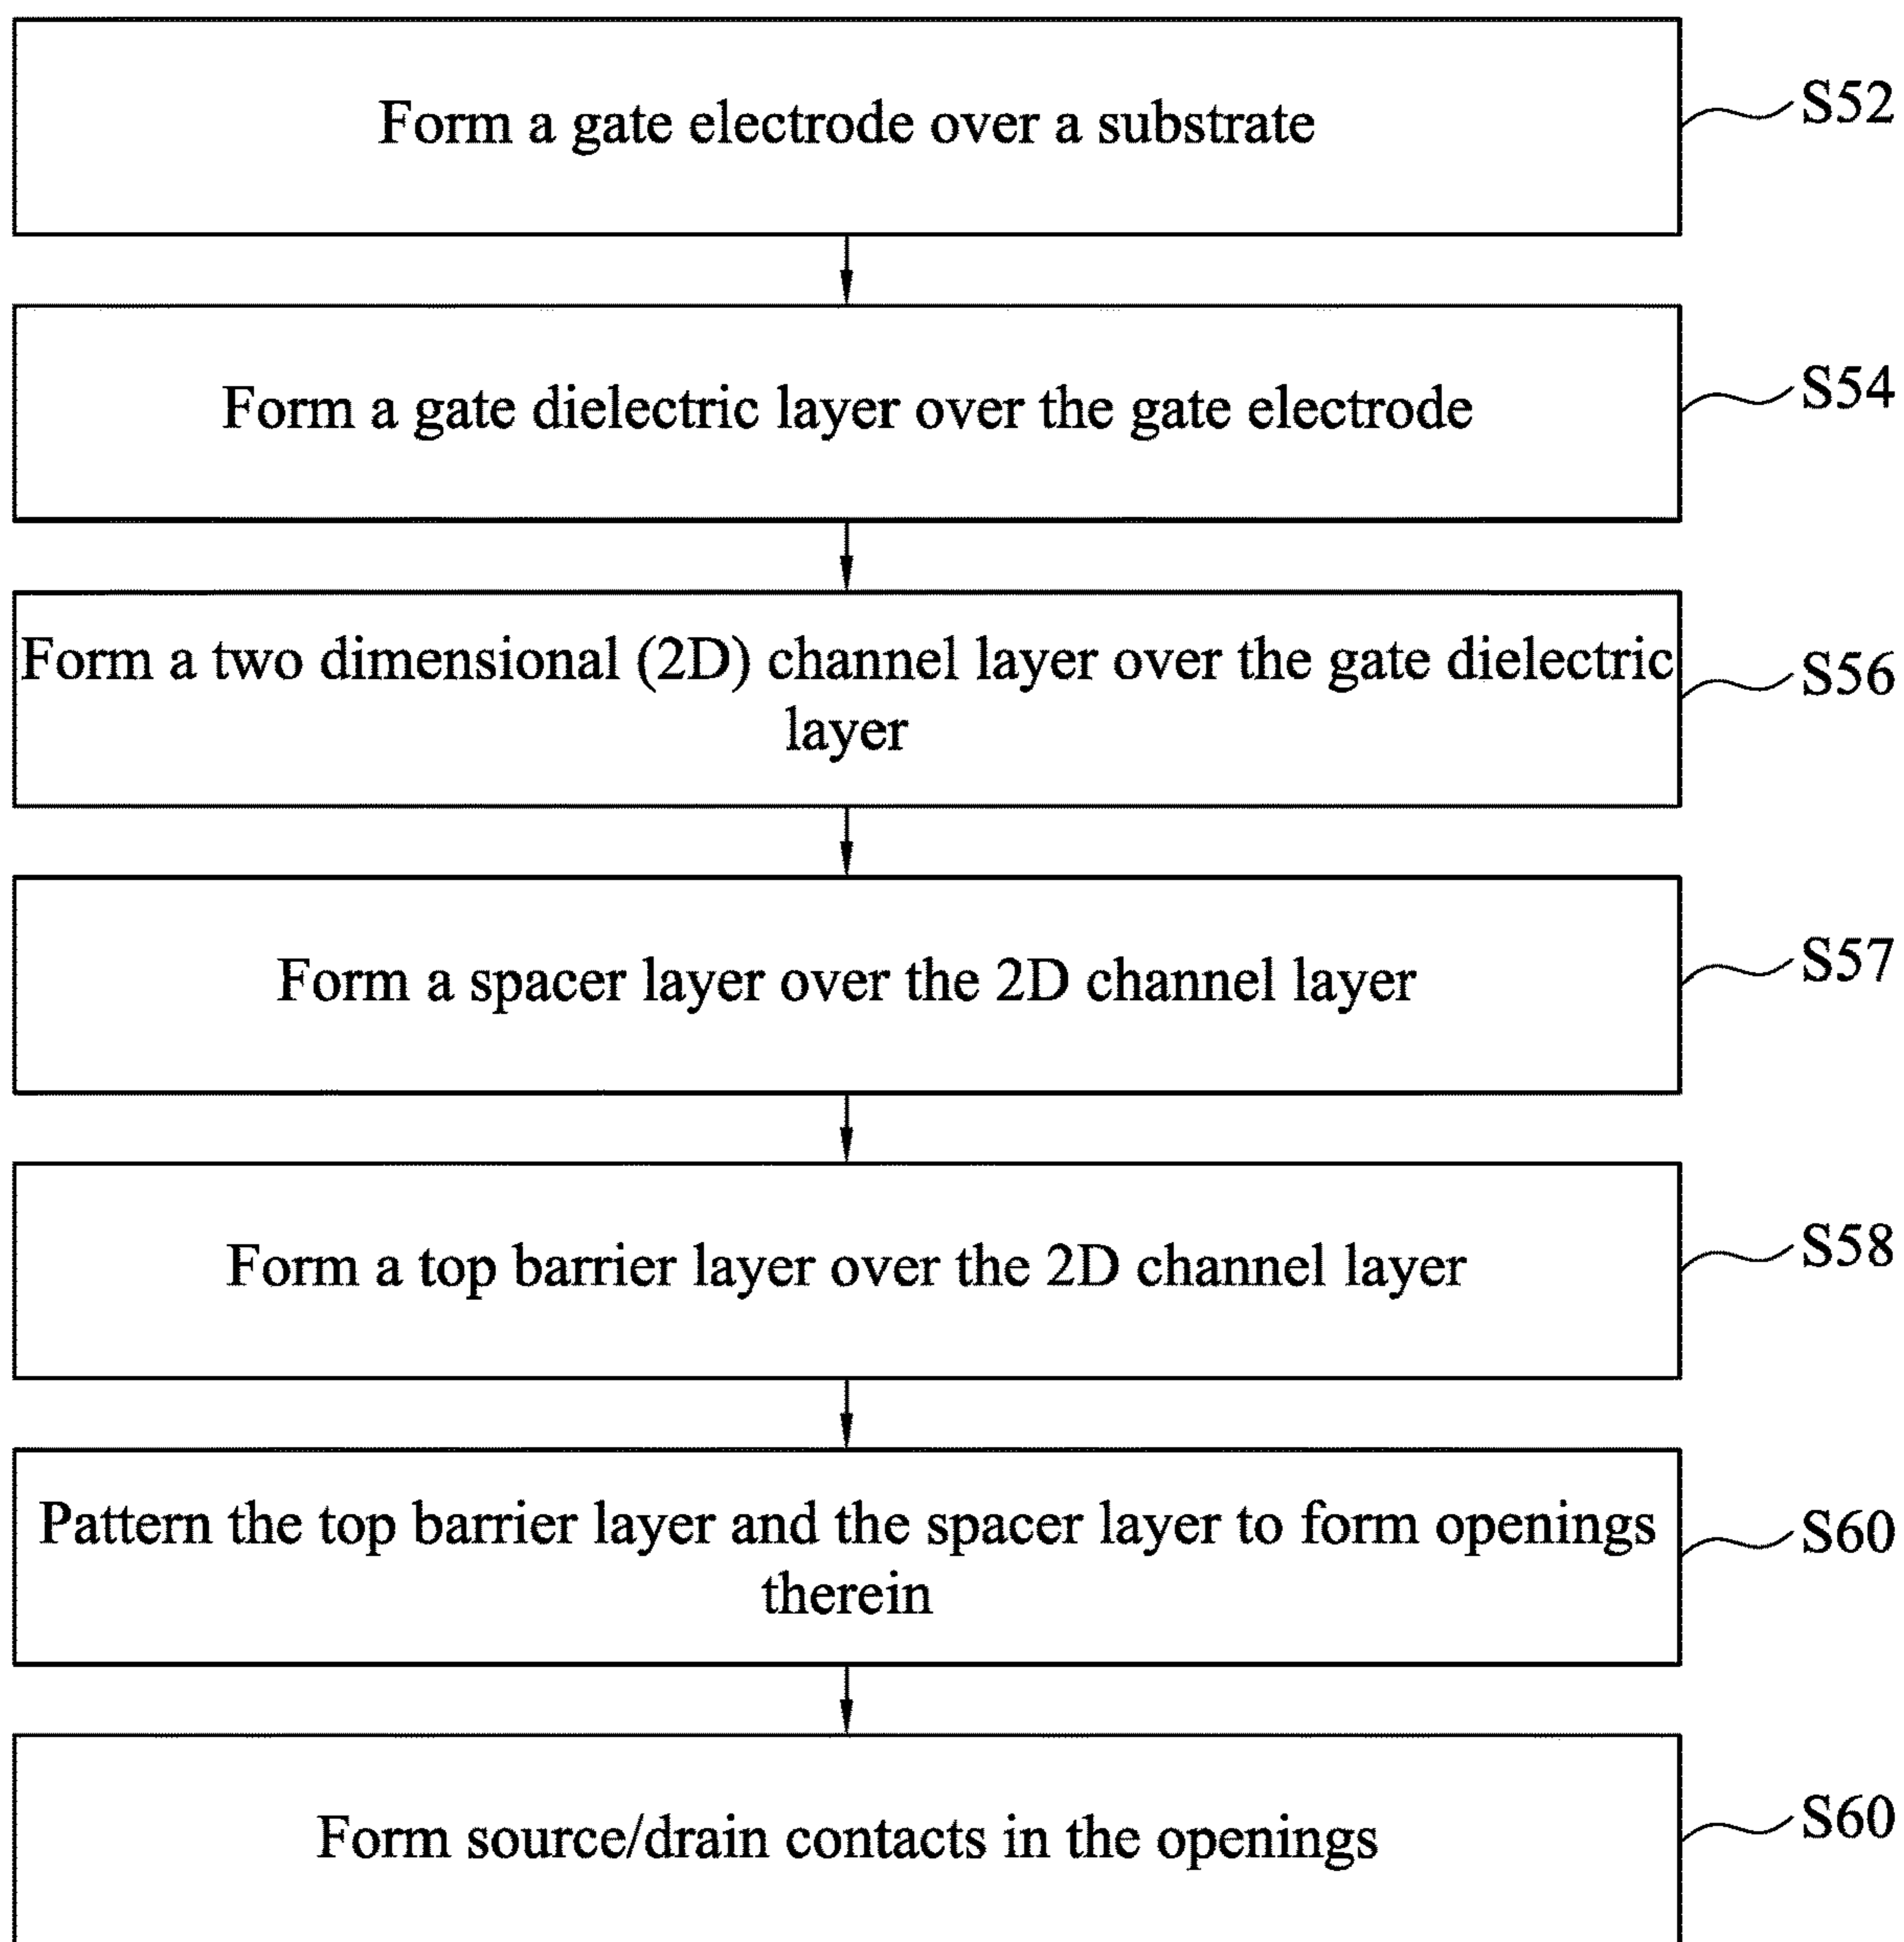 Form a gate electrode over a substrate
S52
Form a gate dielectric layer over the gate electrode
S54
Form a two dimensional (2D) channel layer over the gate dielectric
layer
S56
Form a spacer layer over the 2D channel layer
S57
Form a top barrier layer over the 2D channel layer
S58
Pattern the top barrier layer and the spacer layer to form openings
therein
S60
Form source/drain contacts in the openings
S60